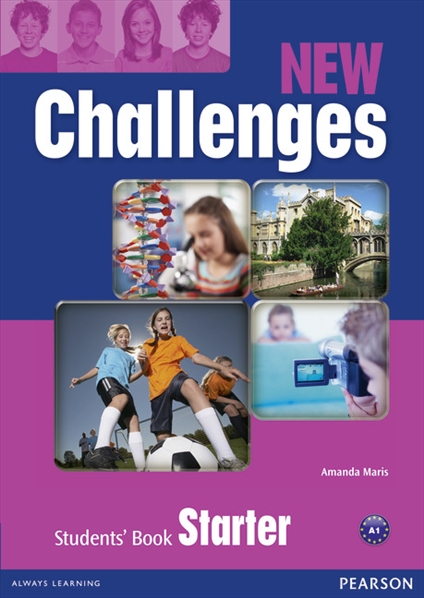 NEW
Challenges
Amanda Maris
Students' Book Starter
A1
ALWAYS LEARNING
PEARSON